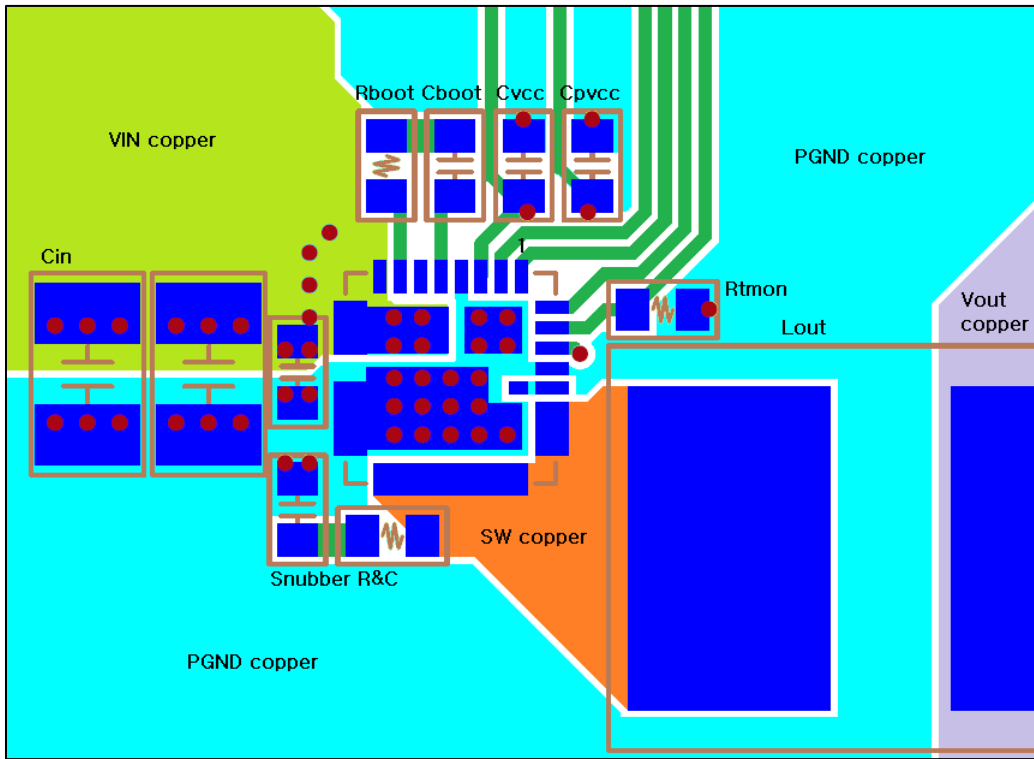 Rboot
Cboot
Cvcc
Cpvcc
VIN copper
PGND copper
Cin
1
Rtmon
Vout
copper
Lout
SW copper
Snubber R&C
PGND copper